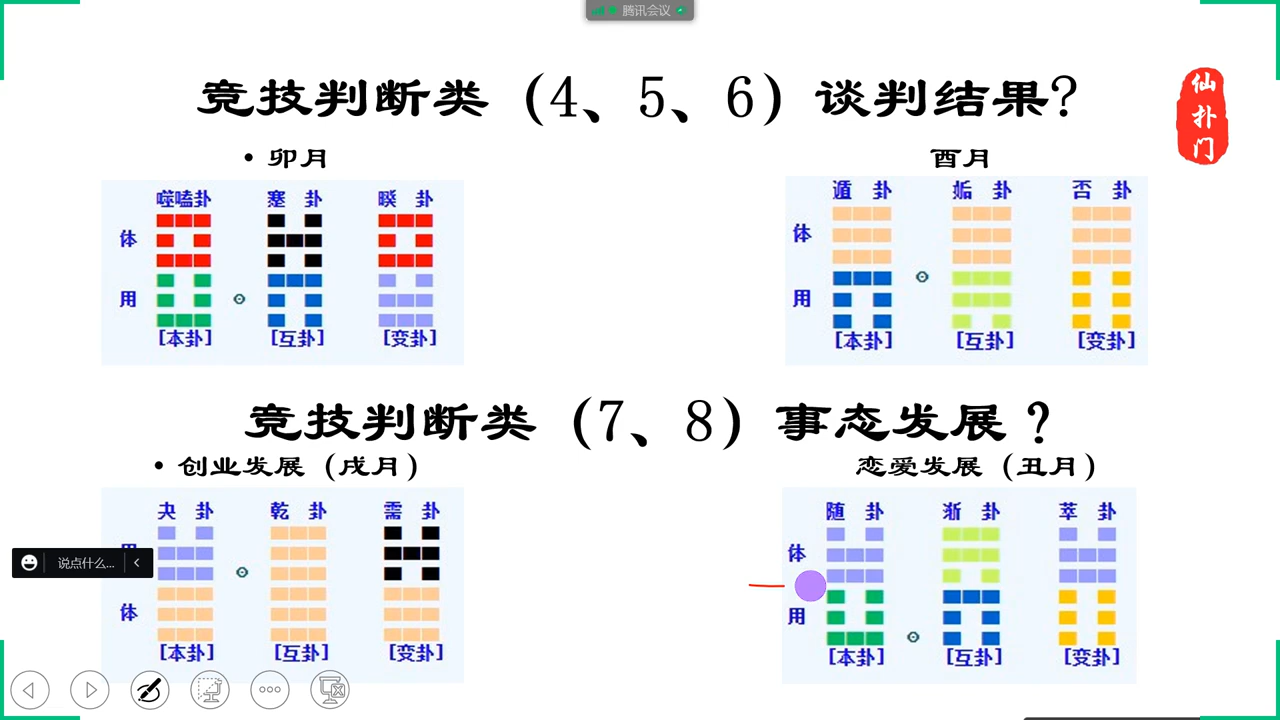 腾讯会议
竞技判断类（4、5、6）谈判结果?
仙扑门
• 卯月
酉月
噬嗑卦 蹇 卦 睽 卦
体
用
[本卦] [互卦] [变卦]
遁 卦 姤 卦 否 卦
体
用
[本卦] [互卦] [变卦]
竞技判断类（7、8）事态发展？
• 创业发展（戌月）
恋爱发展（丑月）
夬 卦 乾 卦 需 卦
说点什么...
体
[本卦] [互卦] [变卦]
随 卦 渐 卦 萃 卦
体
用
[本卦] [互卦] [变卦]